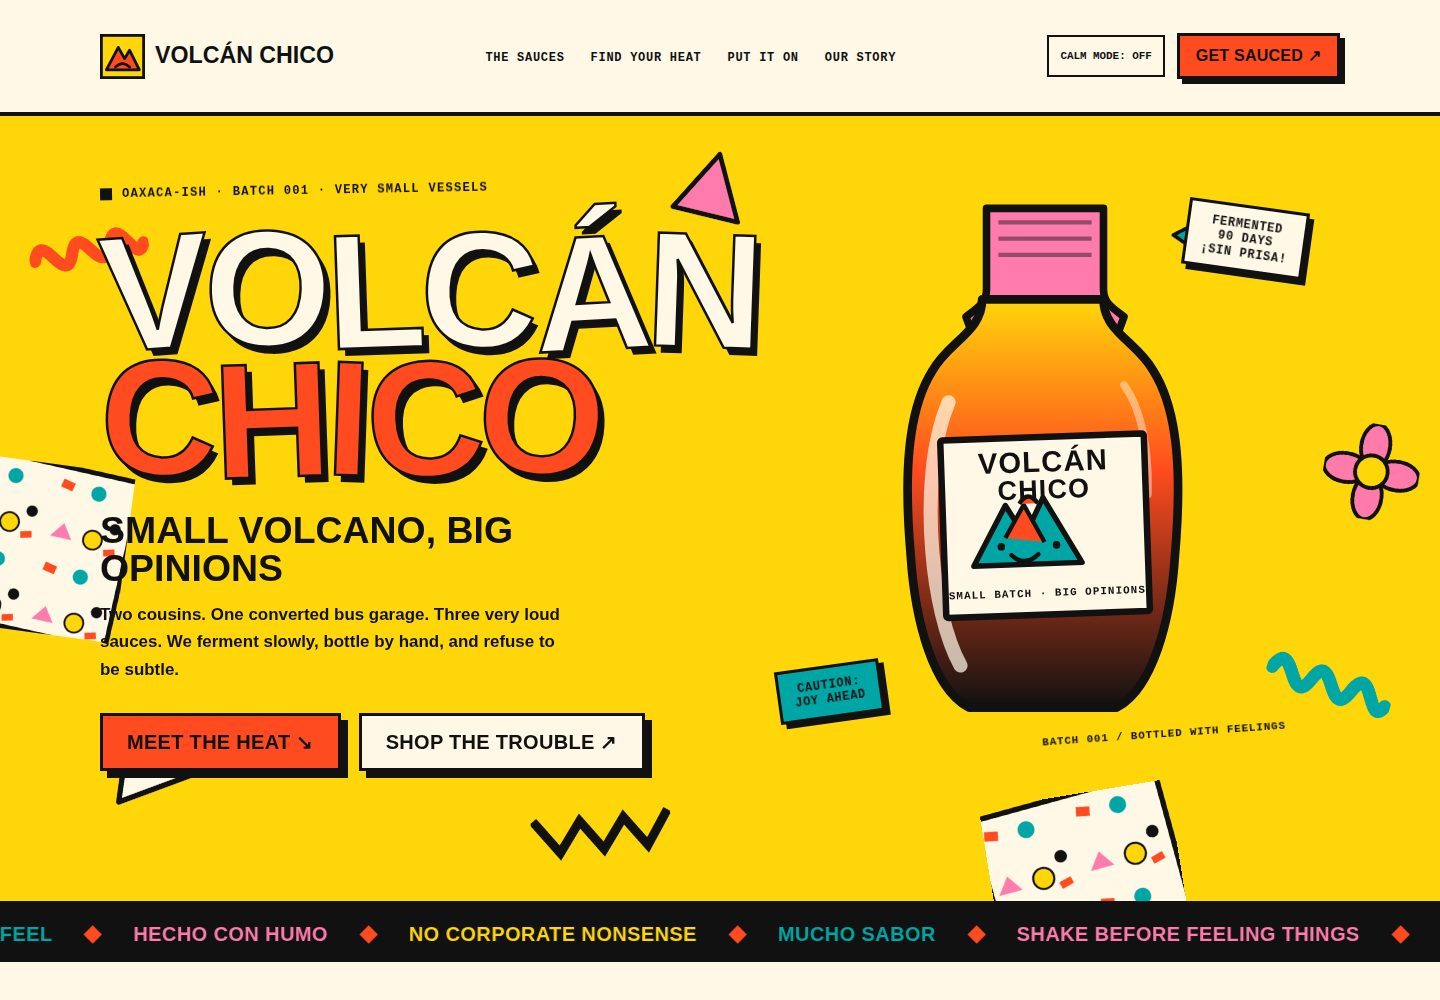 VOLCÁN CHICO
THE SAUCES
FIND YOUR HEAT
PUT IT ON
OUR STORY
CALM MODE: OFF
GET SAUCED ↗
OAXACA-ISH · BATCH 001 · VERY SMALL VESSELS
VOLCÁN
CHICO
SMALL VOLCANO, BIG
OPINIONS
Two cousins. One converted bus garage. Three very loud
sauces. We ferment slowly, bottle by hand, and refuse to
be subtle.
MEET THE HEAT ↘
SHOP THE TROUBLE ↗
FERMENTED
90 DAYS
¡SIN PRISA!
VOLCÁN
CHICO
SMALL BATCH · BIG OPINIONS
CAUTION:
JOY AHEAD
BATCH 001 / BOTTLED WITH FEELINGS
FEEL ◆ HECHO CON HUMO ◆ NO CORPORATE NONSENSE ◆ MUCHO SABOR ◆ SHAKE BEFORE FEELING THINGS ◆